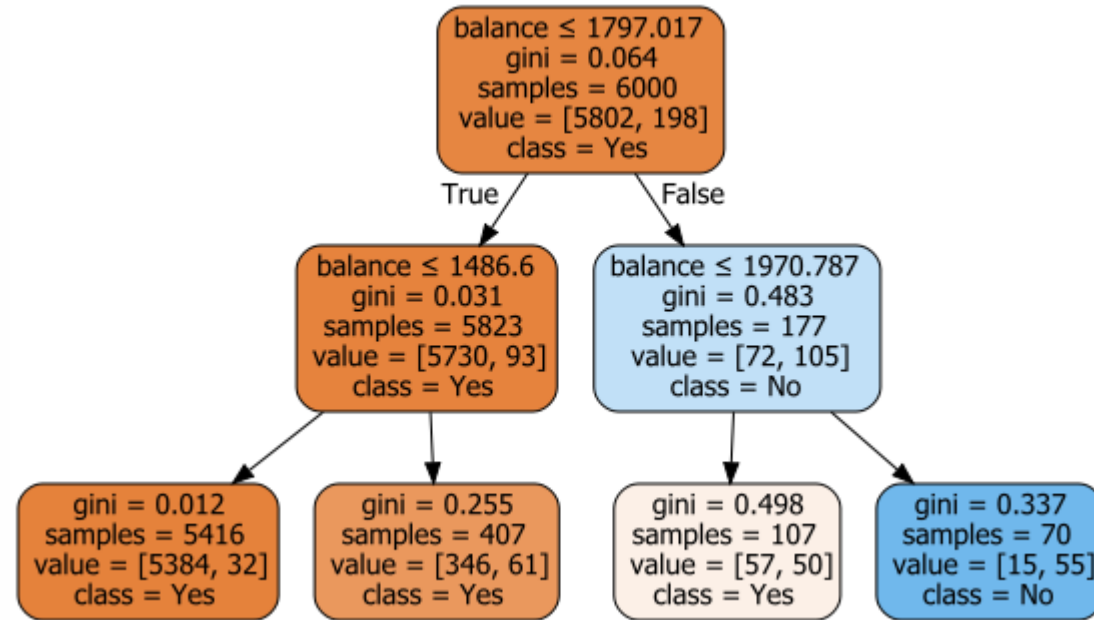 balance ≤ 1797.017
gini = 0.064
samples = 6000
value = [5802, 198]
class = Yes
True
False
balance ≤ 1486.6
gini = 0.031
samples = 5823
value = [5730, 93]
class = Yes
balance ≤ 1970.787
gini = 0.483
samples = 177
value = [72, 105]
class = No
gini = 0.012
samples = 5416
value = [5384, 32]
class = Yes
gini = 0.255
samples = 407
value = [346, 61]
class = Yes
gini = 0.498
samples = 107
value = [57, 50]
class = Yes
gini = 0.337
samples = 70
value = [15, 55]
class = No